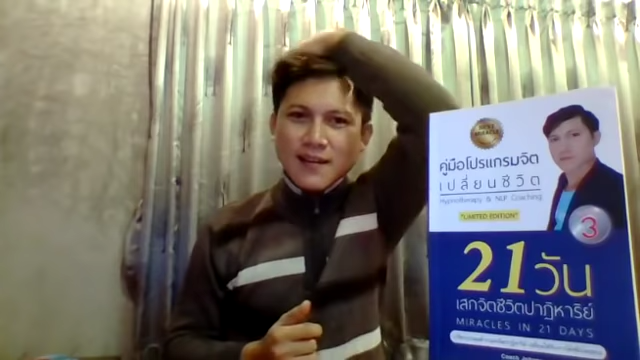 คู่มือโปรแกรมจิต
เปลี่ยนชีวิต
Hypnotherapy & NLP Coaching
"LIMITED EDITION"
3
21 วัน
เสกจิตชีวิตปาฏิหาริย์
MIRACLES IN 21 DAYS
Coach